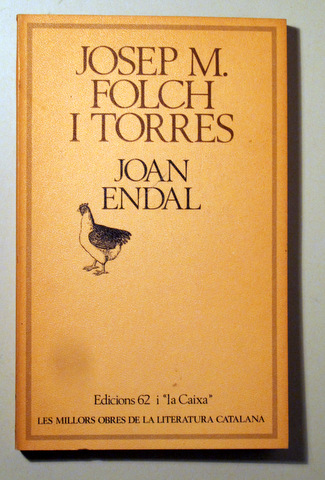 JOSEP M.
FOLCH
I TORRES
JOAN
ENDAL
Edicions 62 i "la Caixa"
LES MILLORS OBRES DE LA LITERATURA CATALANA